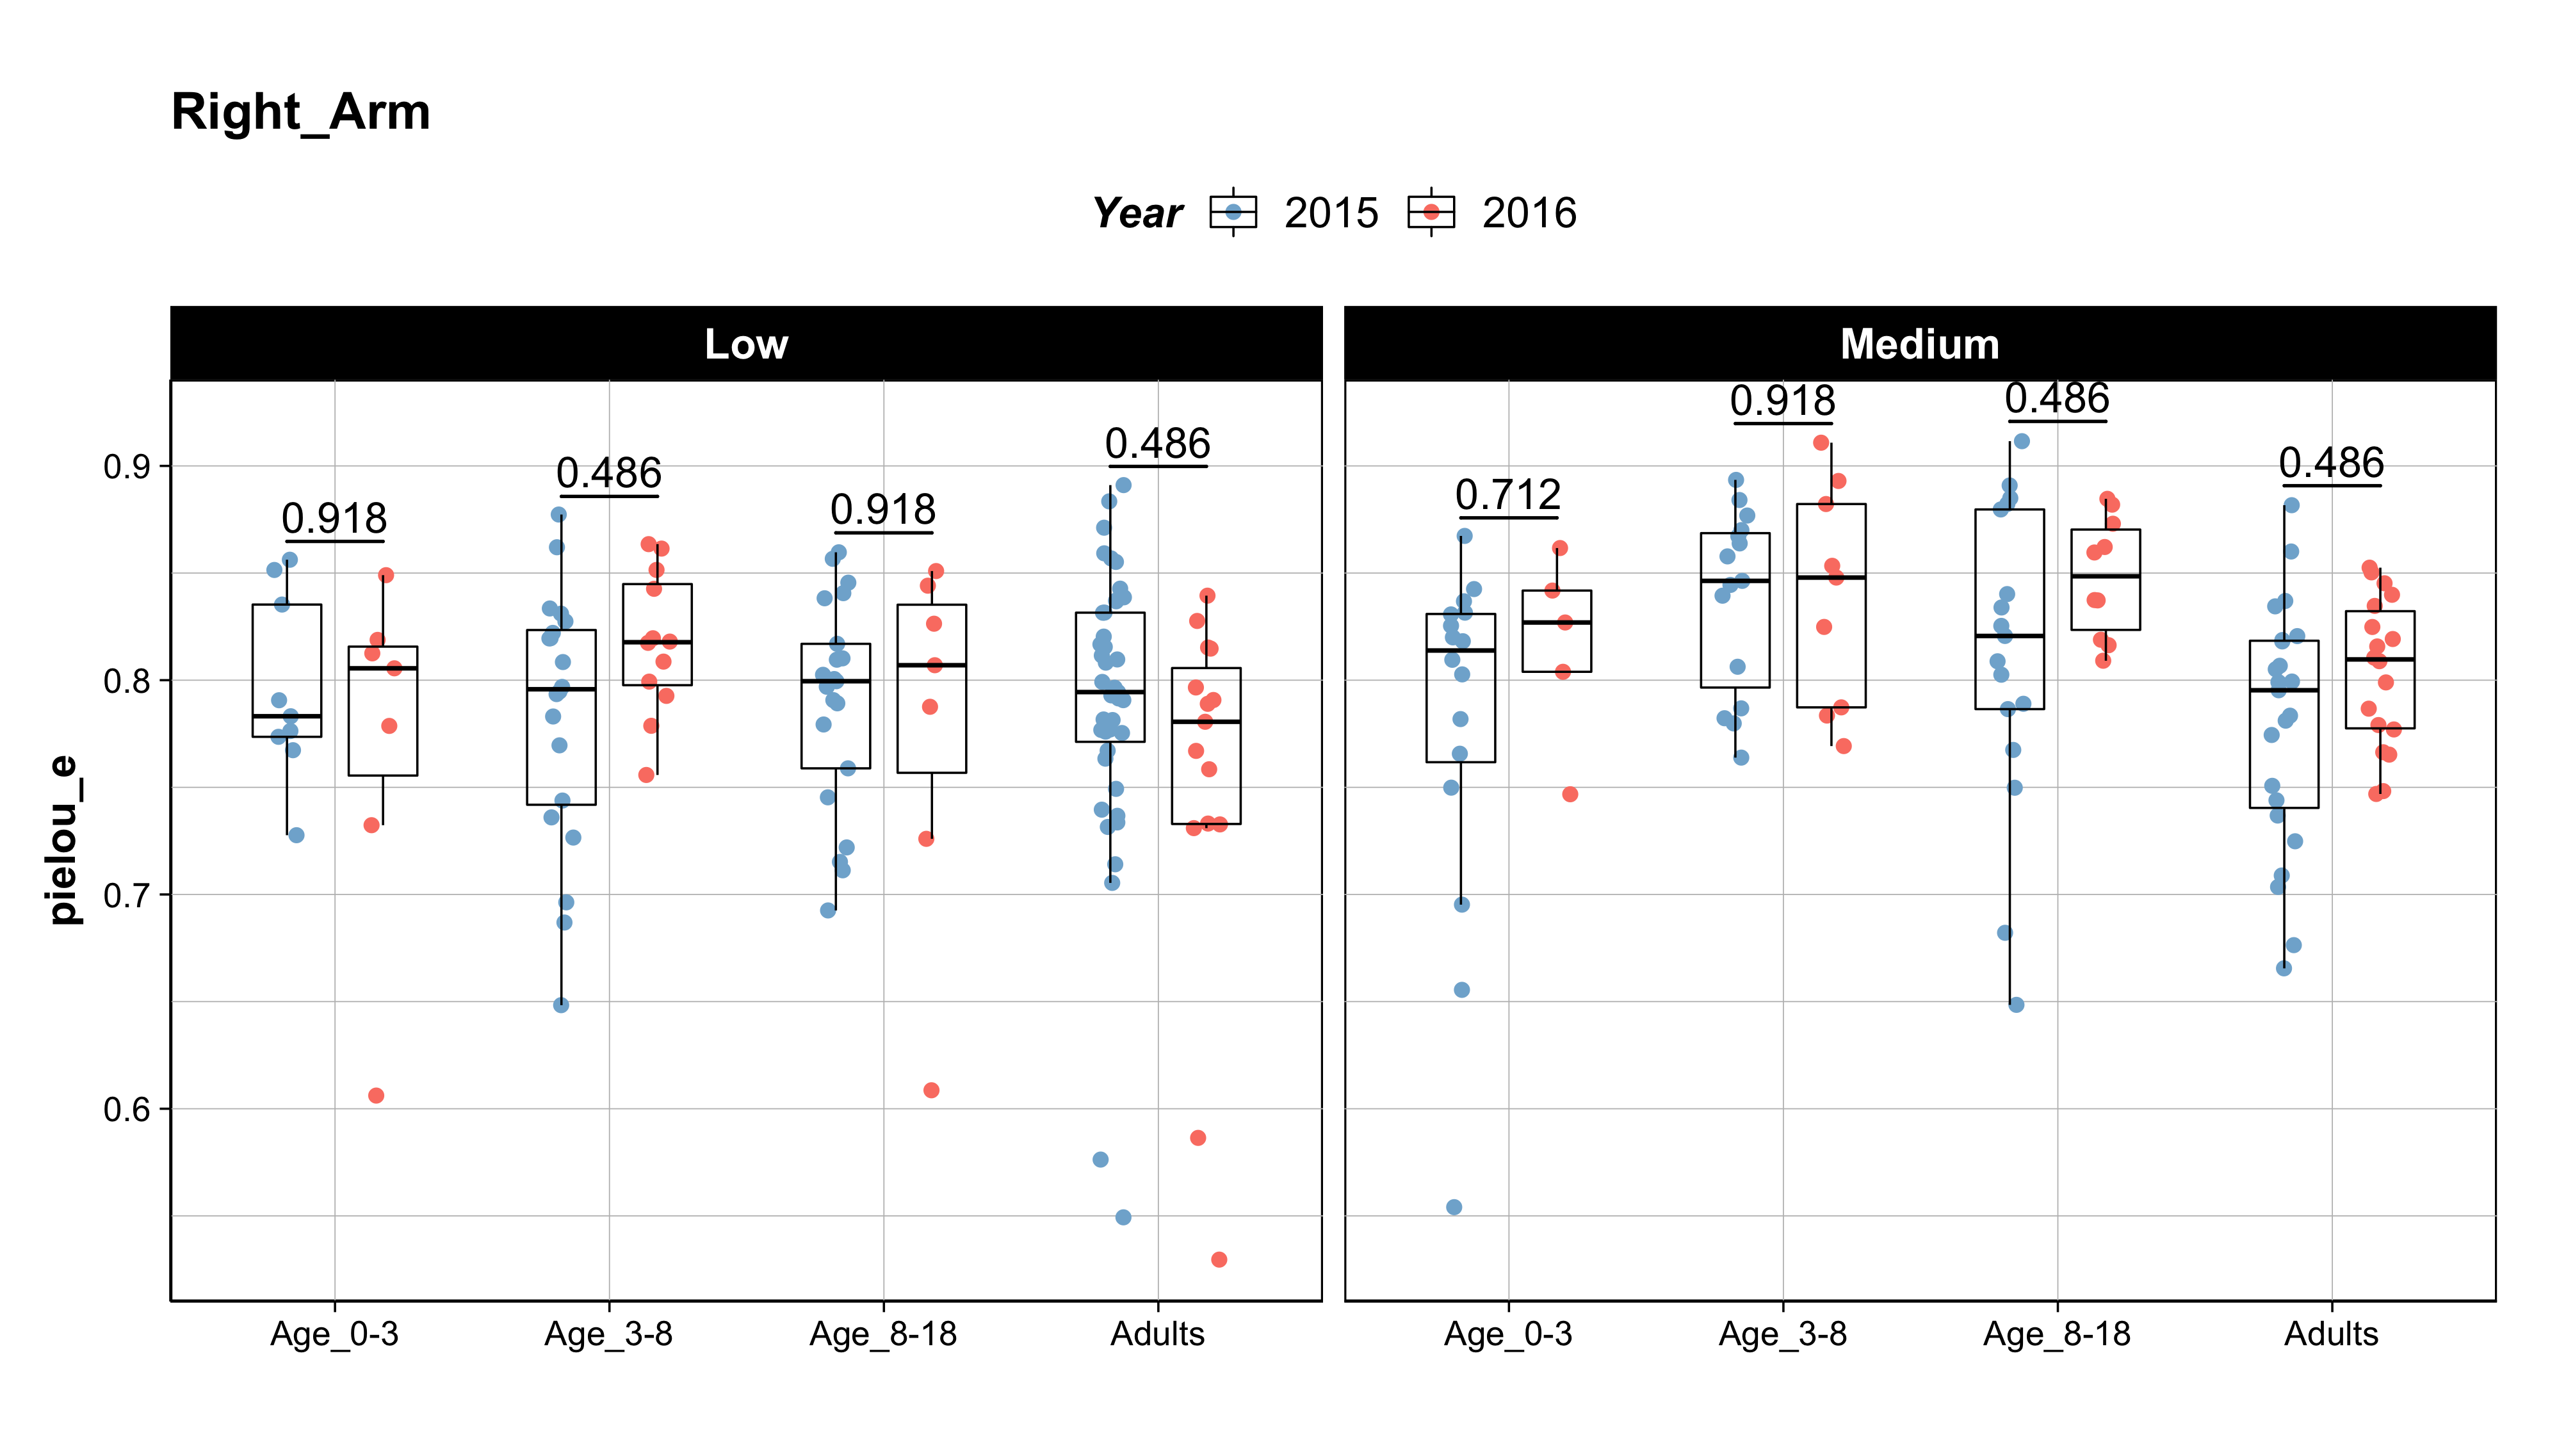 Right_Arm
Year 2015 2016
Low Medium
0.918 0.486 0.918 0.486 0.712 0.918 0.486 0.486
pielou_e
0.9
0.8
0.7
0.6
Age_0-3 Age_3-8 Age_8-18 Adults Age_0-3 Age_3-8 Age_8-18 Adults